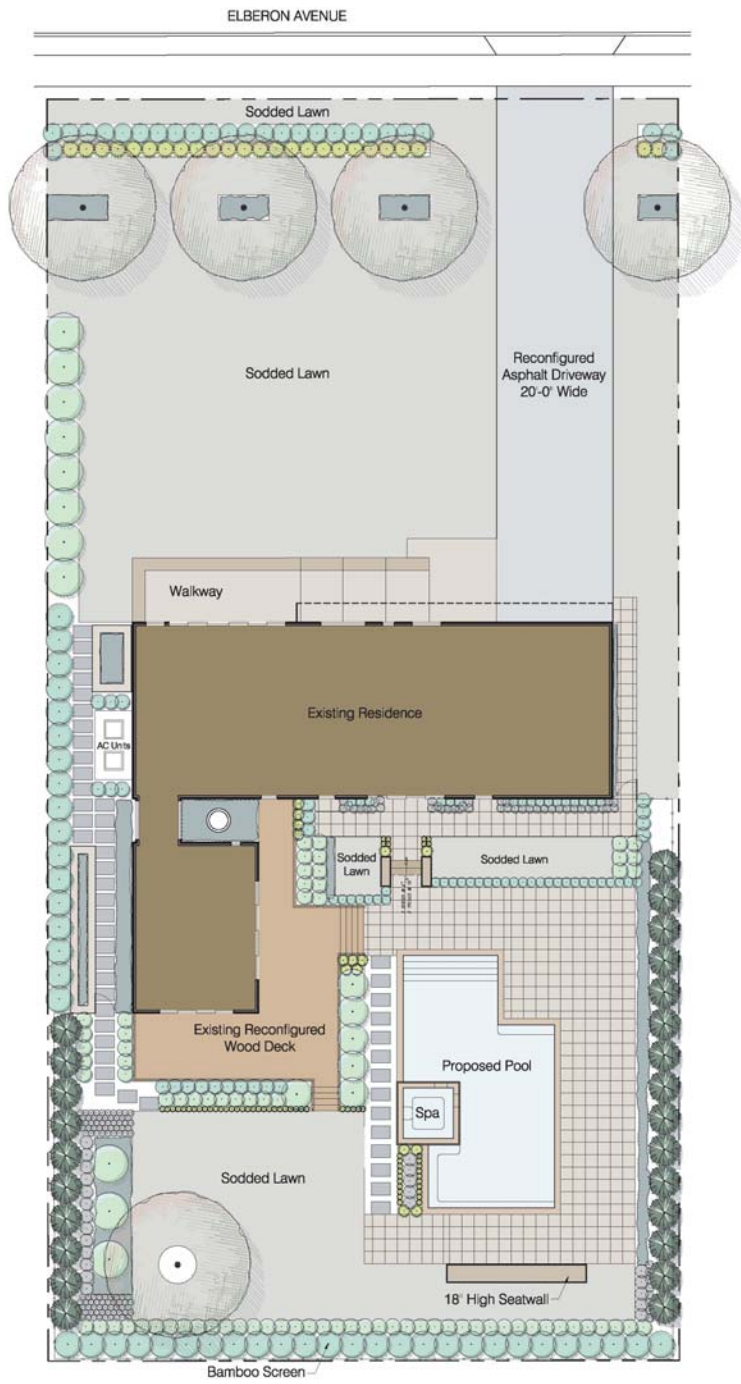 ELBERON AVENUE
Sodded Lawn
Sodded Lawn
Reconfigured
Asphalt Driveway
20'-0" Wide
Walkway
Existing Residence
AC Units
Sodded
Lawn
Sodded Lawn
Existing Reconfigured
Wood Deck
Proposed Pool
Spa
Sodded Lawn
18" High Seatwall
Bamboo Screen